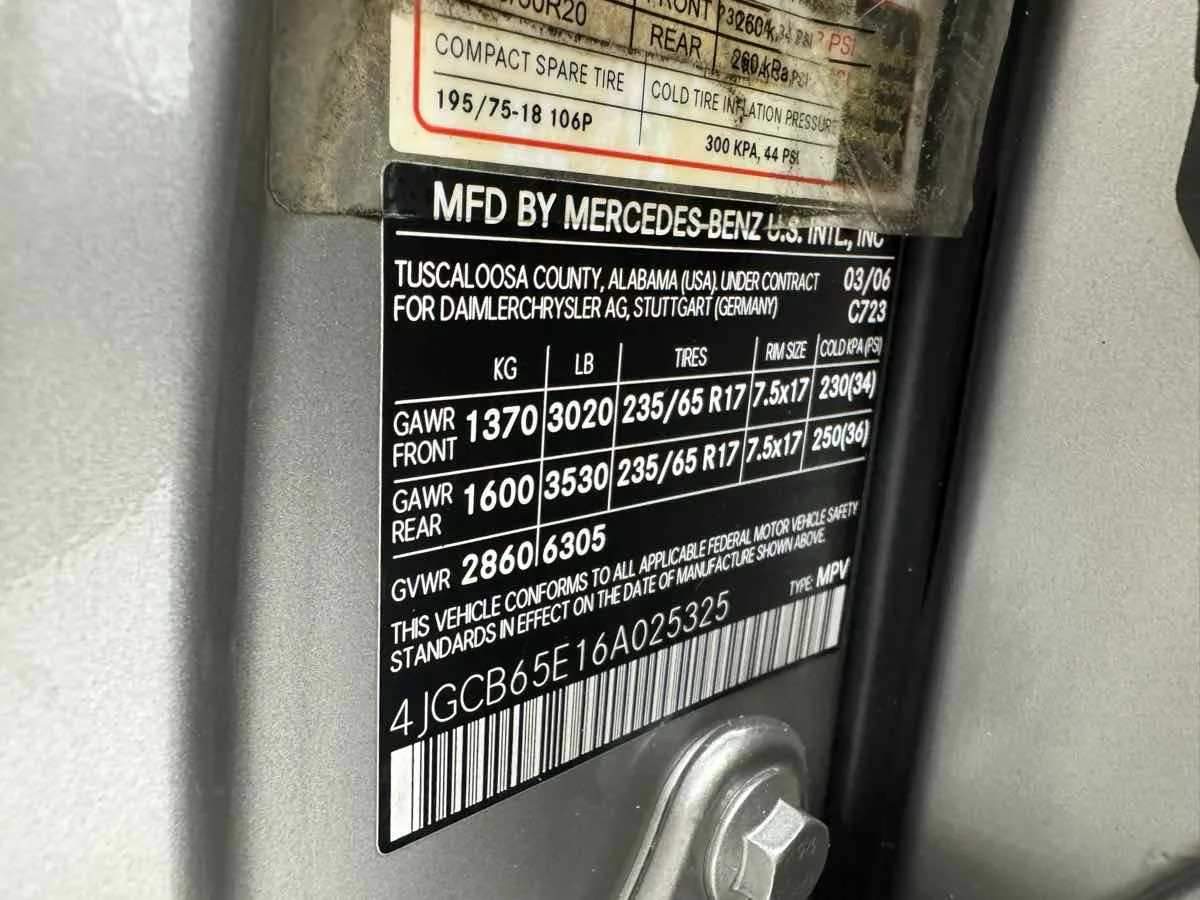 R20 FRONT
REAR 260 kPa
COMPACT SPARE TIRE COLD TIRE INFLATION PRESSURE
195/75-18 106P 300 KPA, 44 PSI
MFD BY MERCEDES-BENZ U.S. INTL., INC
TUSCALOOSA COUNTY, ALABAMA (USA), UNDER CONTRACT 03/06
FOR DAIMLERCHRYSLER AG, STUTTGART (GERMANY) C723
KG LB TIRES RIM SIZE COLD KPA (PSI)
GAWR FRONT 1370 3020 235/65 R17 7.5x17 230(34)
GAWR REAR 1600 3530 235/65 R17 7.5x17 250(36)
GVWR 2860 6305
THIS VEHICLE CONFORMS TO ALL APPLICABLE FEDERAL MOTOR VEHICLE SAFETY
STANDARDS IN EFFECT ON THE DATE OF MANUFACTURE SHOWN ABOVE.
TYPE: MPV
4JGCB65E16A025325